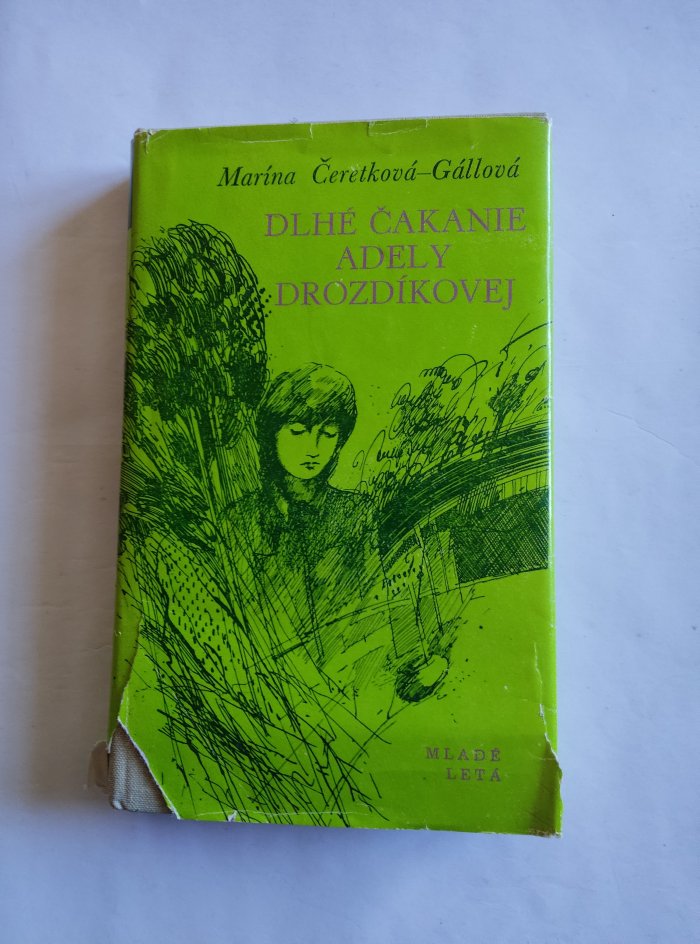 Marína Čeretková–Gállová
DLHÉ ČAKANIE
ADELY
DROZDÍKOVEJ
MLADÉ
LETÁ